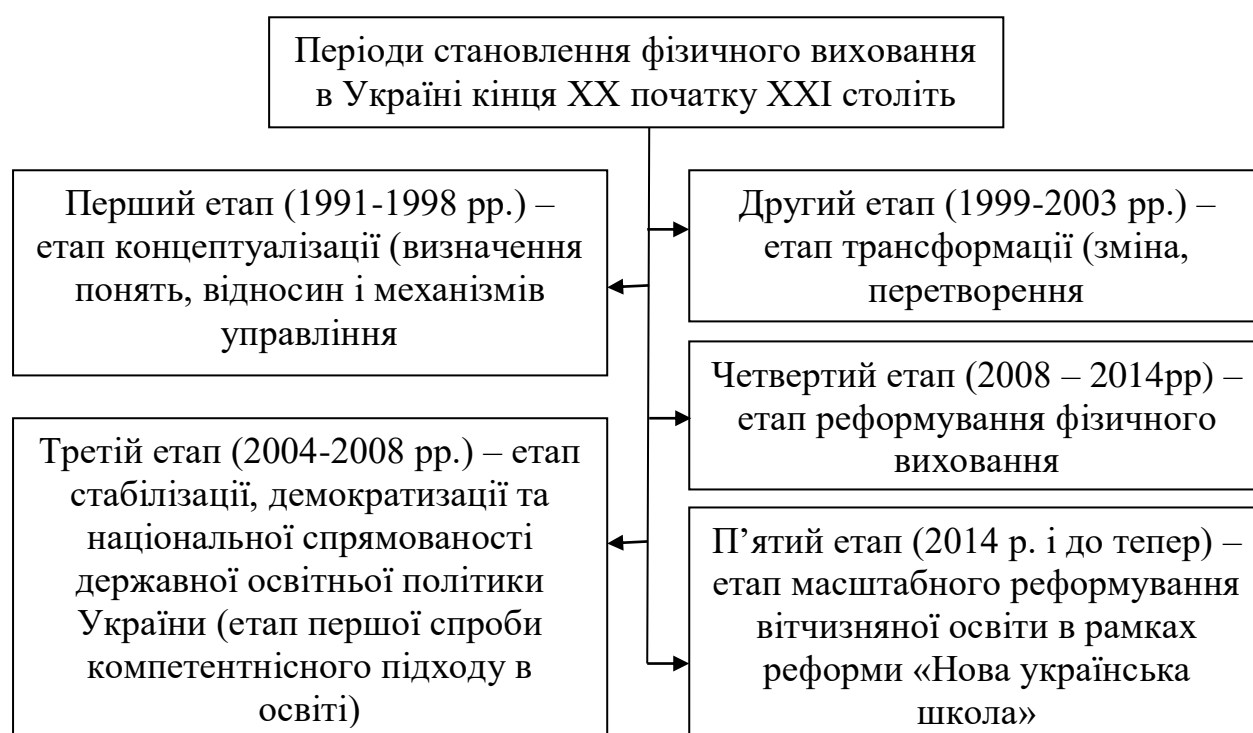 Періоди становлення фізичного виховання
в Україні кінця ХХ початку ХХІ століть
Перший етап (1991-1998 рр.) –
етап концептуалізації (визначення
понять, відносин і механізмів
управління
Другий етап (1999-2003 рр.) –
етап трансформації (зміна,
перетворення
Третій етап (2004-2008 рр.) – етап
стабілізації, демократизації та
національної спрямованості
державної освітньої політики
України (етап першої спроби
компетентнісного підходу в
освіті)
Четвертий етап (2008 – 2014рр) –
етап реформування фізичного
виховання
П’ятий етап (2014 р. і до тепер) –
етап масштабного реформування
вітчизняної освіти в рамках
реформи «Нова українська
школа»